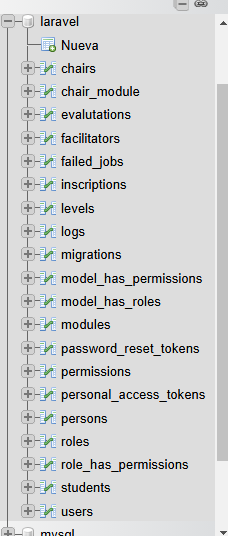 laravel
Nueva
chairs
chair_module
evalutations
facilitators
failed_jobs
inscriptions
levels
logs
migrations
model_has_permissions
model_has_roles
modules
password_reset_tokens
permissions
personal_access_tokens
persons
roles
role_has_permissions
students
users
mysql